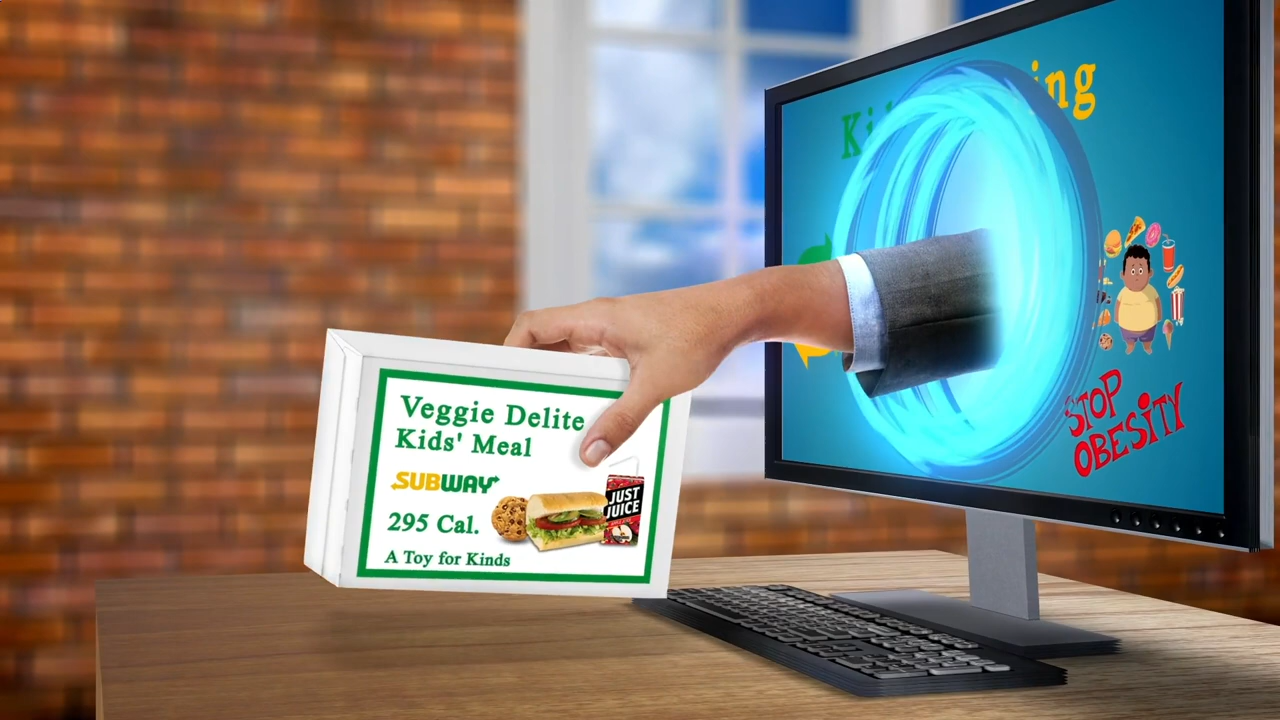 Veggie Delite
Kids' Meal
SUBWAY
295 Cal.
A Toy for Kinds
JUST
JUICE
STOP
OBESITY